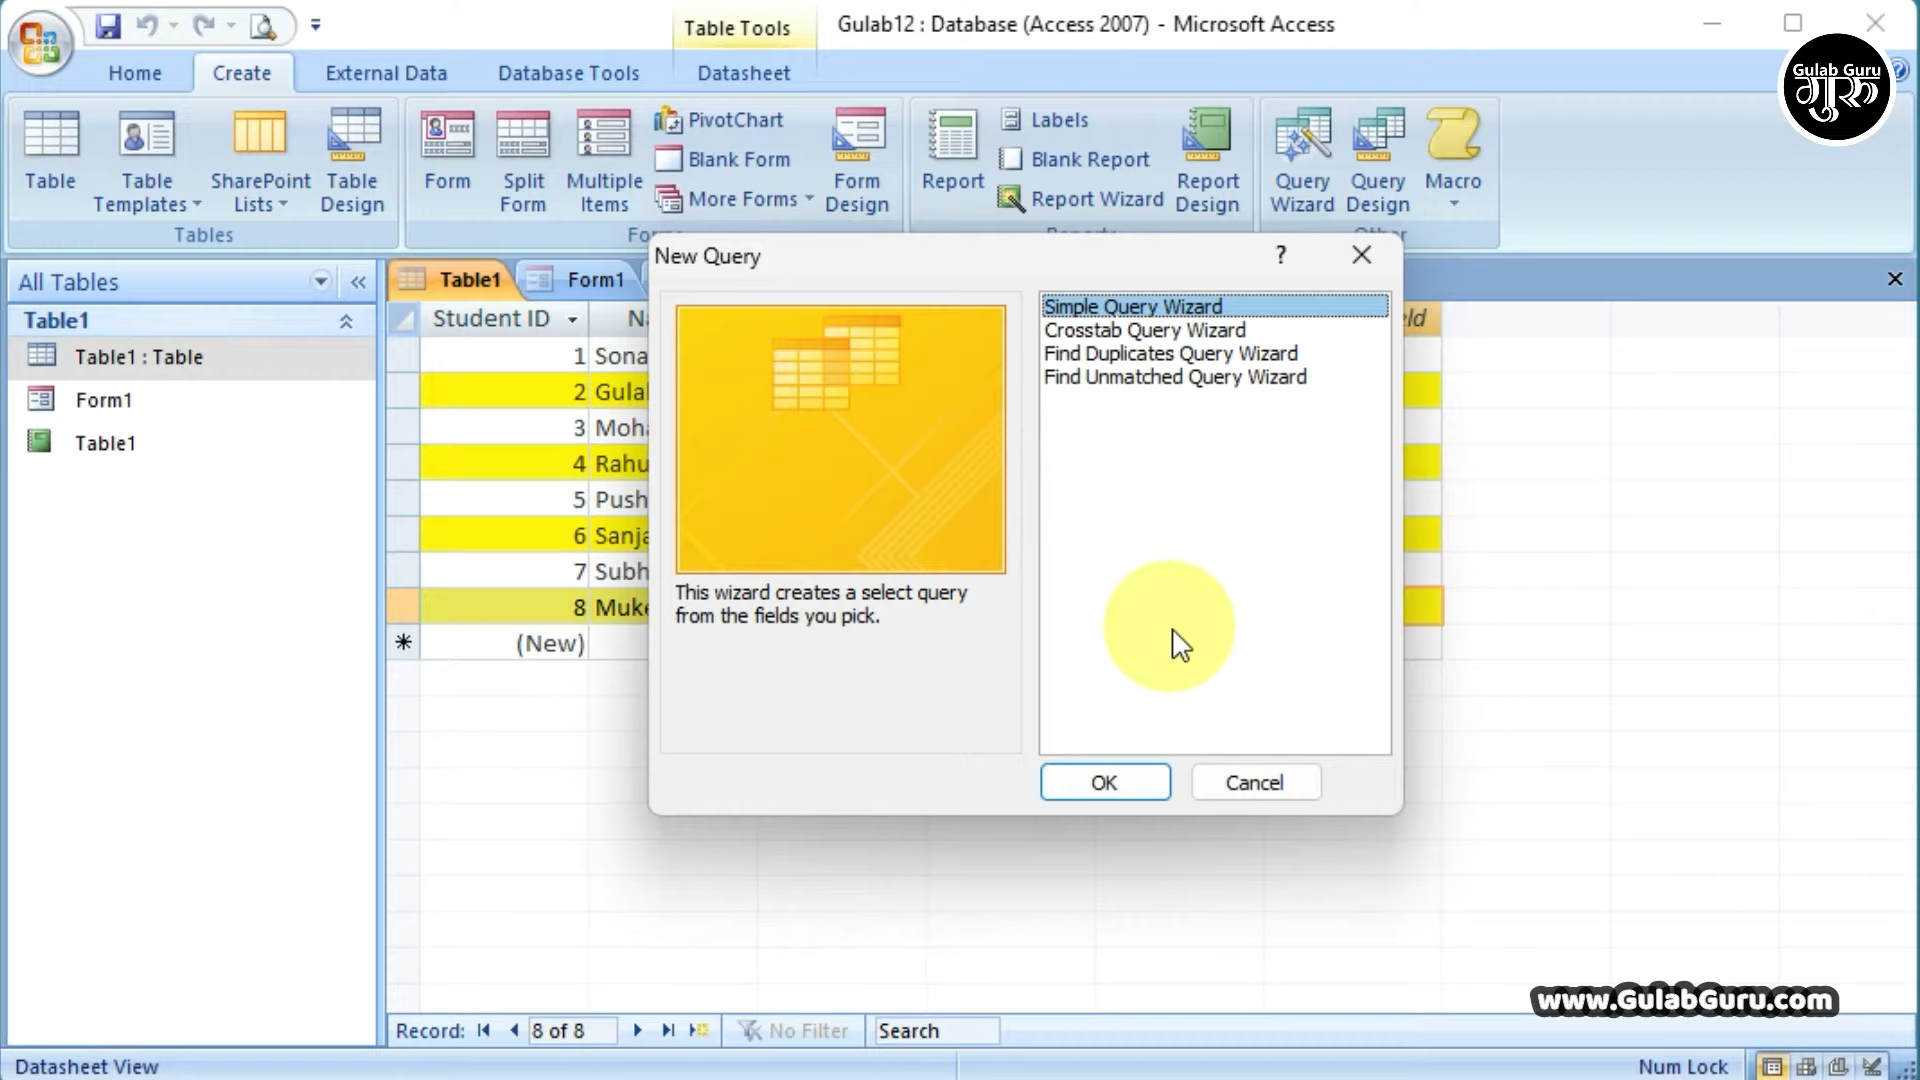 Table Tools
Gulab12 : Database (Access 2007) - Microsoft Access
Home
Create
External Data
Database Tools
Datasheet
Gulab Guru
गुरु
Table
Table Templates
SharePoint Lists
Table Design
Tables
Form
Split Form
Multiple Items
PivotChart
Blank Form
More Forms
Form Design
Report
Labels
Blank Report
Report Wizard
Report Design
Query Wizard
Query Design
Macro
All Tables
Table1
Table1 : Table
Form1
Table1
Table1
Form1
Student ID
1 Sona
2 Gula
3 Moha
4 Rahu
5 Push
6 Sanja
7 Subh
8 Muke
(New)
New Query
?
This wizard creates a select query
from the fields you pick.
Simple Query Wizard
Crosstab Query Wizard
Find Duplicates Query Wizard
Find Unmatched Query Wizard
OK
Cancel
www.GulabGuru.com
Record: 8 of 8
No Filter
Search
Datasheet View
Num Lock